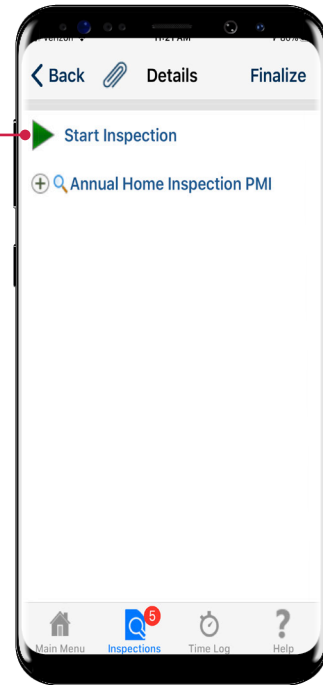 Back Details Finalize
Start Inspection
Annual Home Inspection PMI
5
Main Menu Inspections Time Log Help